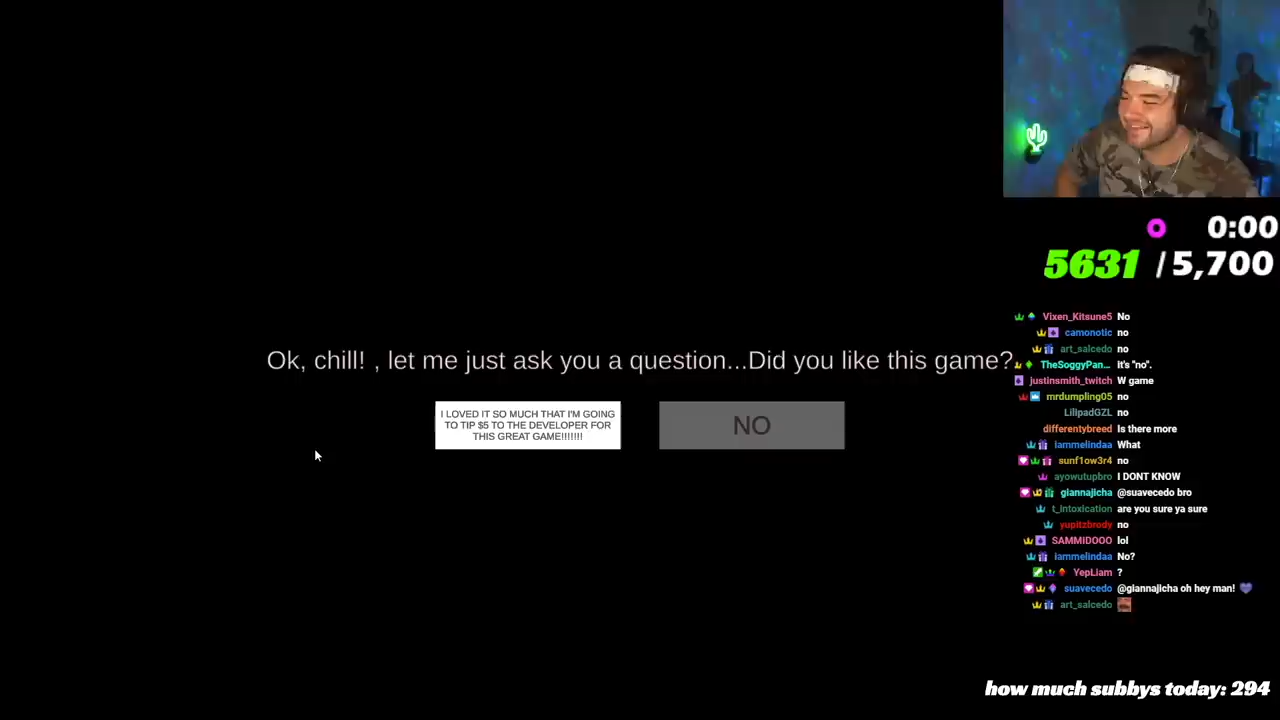 0:00
5631 /5,700
Ok, chill! , let me just ask you a question...Did you like this game?
I LOVED IT SO MUCH THAT I'M GOING
TO TIP $5 TO THE DEVELOPER FOR
THIS GREAT GAME!!!!!!!
NO
Vixen_Kitsune5 No
camonotic no
art_salcedo no
TheSoggyPan... it's "no".
justinsmith_twitch W game
mrdumpling05 no
LilipadGZL no
differentybreed Is there more
iammelindaa What
sunf1ow3r4 no
ayowutupbro I DONT KNOW
giannajicha @suavecedo bro
t_intoxication are you sure ya sure
yupitzbrody no
SAMMIDOOO lol
iammelindaa No?
YepLiam ?
suavecedo @giannajicha oh hey man!
art_salcedo
how much subbys today: 294